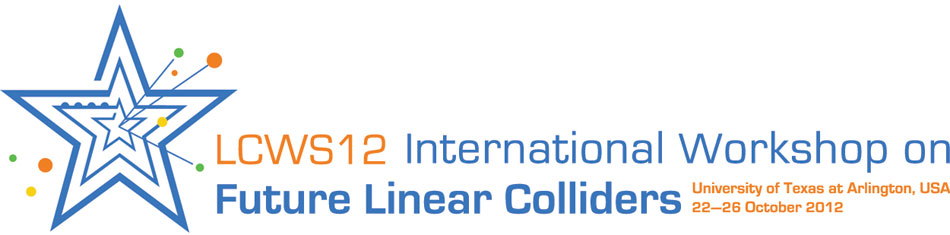 LCWS12 International Workshop on
Future Linear Colliders
University of Texas at Arlington, USA
22—26 October 2012